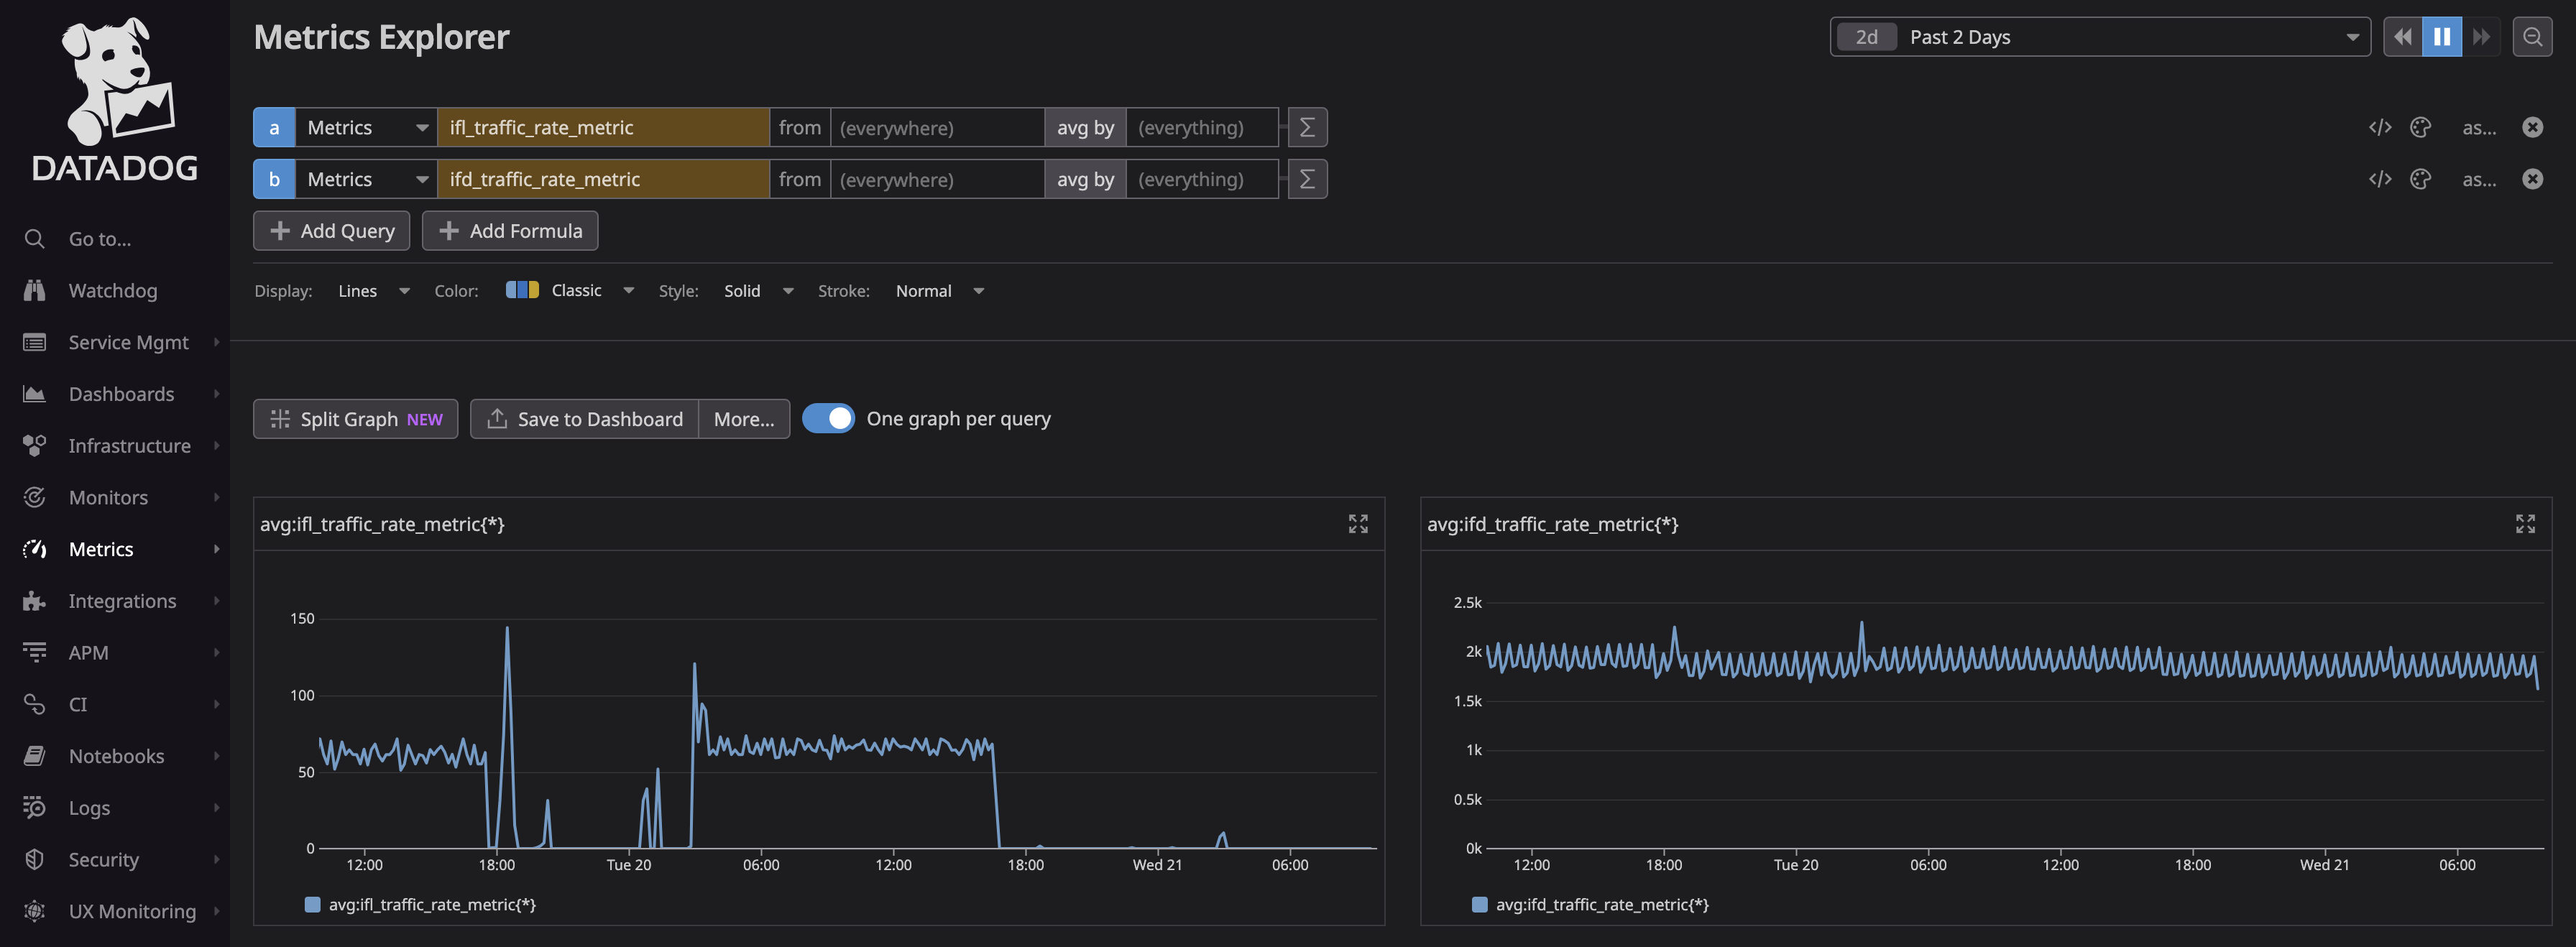 DATADOG
Go to...
Watchdog
Service Mgmt
Dashboards
Infrastructure
Monitors
Metrics
Integrations
APM
CI
Notebooks
Logs
Security
UX Monitoring
Metrics Explorer
2d Past 2 Days
a Metrics ifl_traffic_rate_metric from (everywhere) avg by (everything) Σ </> as...
b Metrics ifd_traffic_rate_metric from (everywhere) avg by (everything) Σ </> as...
+ Add Query + Add Formula
Display: Lines Color: Classic Style: Solid Stroke: Normal
Split Graph NEW Save to Dashboard More... One graph per query
avg:ifl_traffic_rate_metric{*}
150
100
50
0
12:00 18:00 Tue 20 06:00 12:00 18:00 Wed 21 06:00
avg:ifl_traffic_rate_metric{*}
avg:ifd_traffic_rate_metric{*}
2.5k
2k
1.5k
1k
0.5k
0k
12:00 18:00 Tue 20 06:00 12:00 18:00 Wed 21 06:00
avg:ifd_traffic_rate_metric{*}